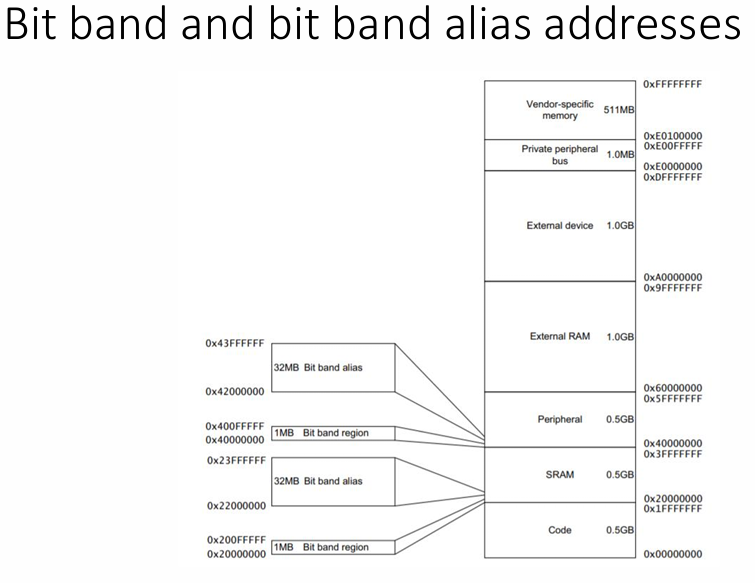 Bit band and bit band alias addresses
0xFFFFFFFF
Vendor-specific
memory
511MB
0xE0100000
0xE00FFFFF
Private peripheral
bus
1.0MB
0xE0000000
0xDFFFFFFF
External device 1.0GB
0xA0000000
0x9FFFFFFF
External RAM 1.0GB
0x60000000
0x5FFFFFFF
Peripheral 0.5GB
0x40000000
0x3FFFFFFF
SRAM 0.5GB
0x20000000
0x1FFFFFFF
Code 0.5GB
0x00000000
0x43FFFFFF
32MB Bit band alias
0x42000000
0x400FFFFF
1MB Bit band region
0x40000000
0x23FFFFFF
32MB Bit band alias
0x22000000
0x200FFFFF
1MB Bit band region
0x20000000